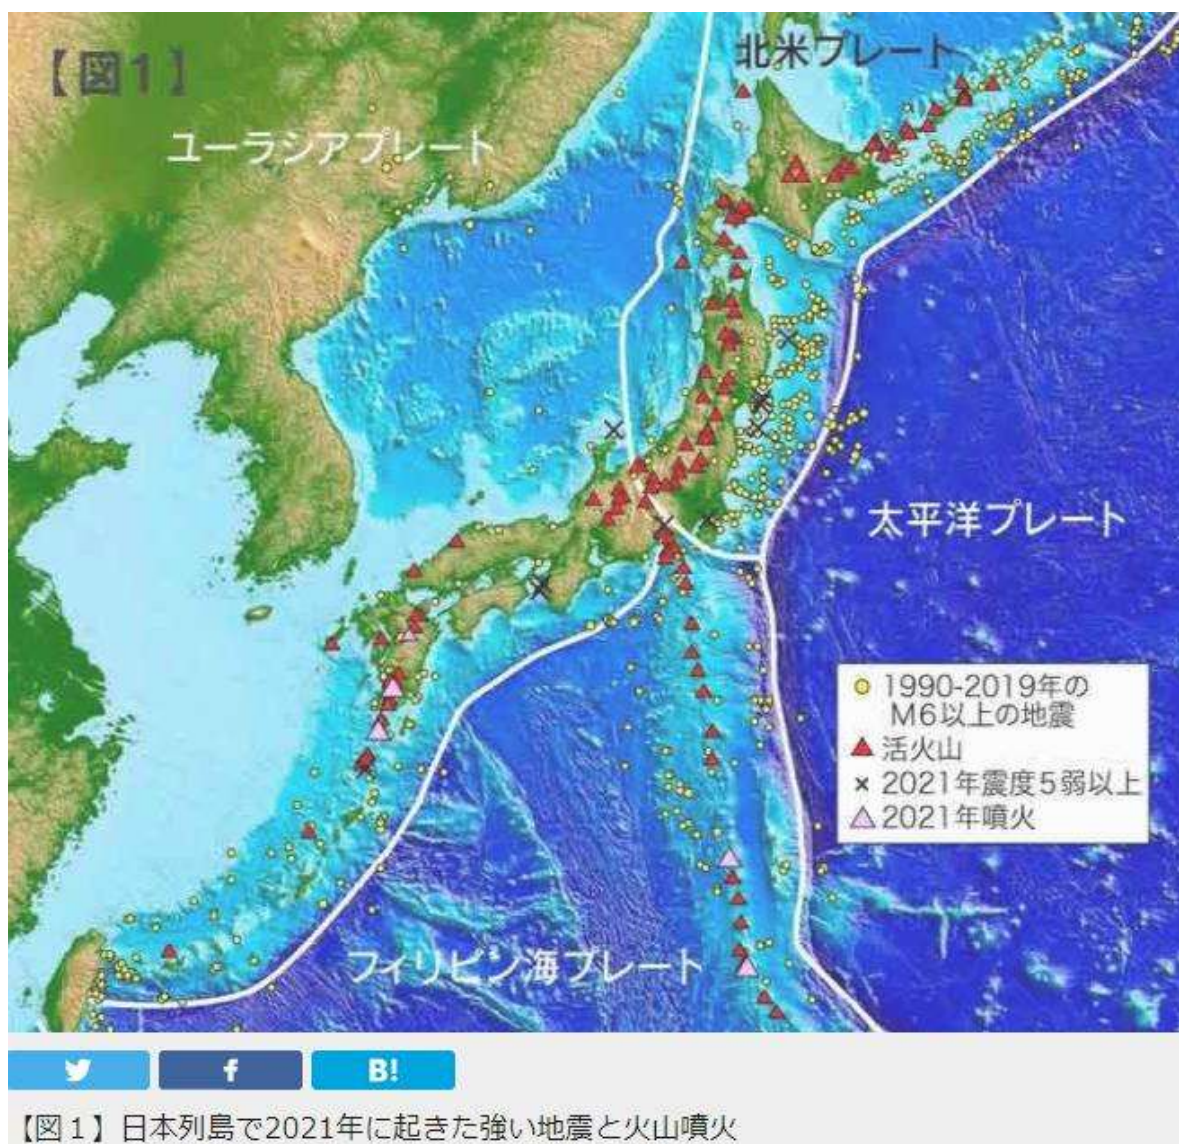 【図1】
北米プレート
ユーラシアプレート
太平洋プレート
1990-2019年の
M6以上の地震
活火山
2021年震度5弱以上
2021年噴火
フィリピン海プレート
f
B!
【図１】日本列島で2021年に起きた強い地震と火山噴火